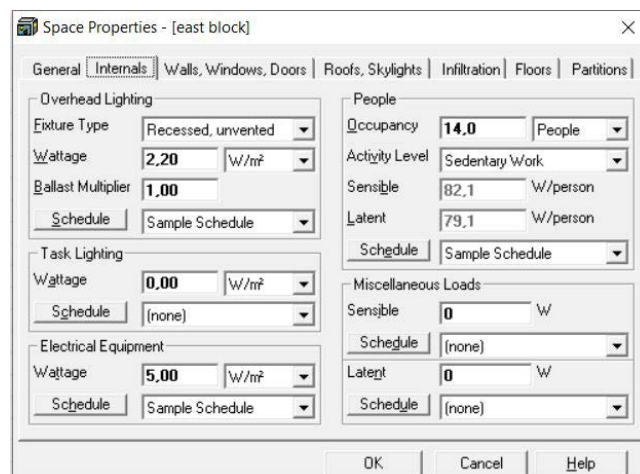 Space Properties - [east block]
General Internals Walls, Windows, Doors Roofs, Skylights Infiltration Floors Partitions
Overhead Lighting
Fixture Type Recessed, unvented
Wattage 2,20 W/m²
Ballast Multiplier 1,00
Schedule Sample Schedule
Task Lighting
Wattage 0,00 W/m²
Schedule (none)
Electrical Equipment
Wattage 5,00 W/m²
Schedule Sample Schedule
People
Occupancy 14,0 People
Activity Level Sedentary Work
Sensible 82,1 W/person
Latent 79,1 W/person
Schedule Sample Schedule
Miscellaneous Loads
Sensible 0 W
Schedule (none)
Latent 0 W
Schedule (none)
OK Cancel Help